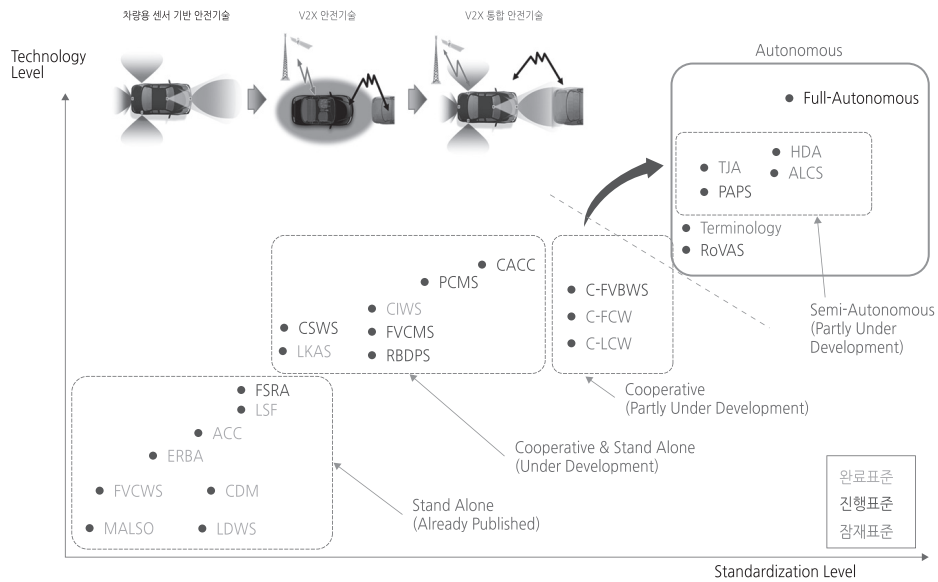 차량용 센서 기반 안전기술
V2X 안전기술
V2X 통합 안전기술
Technology
Level
Autonomous
Full-Autonomous
HDA
TJA
ALCS
PAPS
Terminology
RoVAS
Semi-Autonomous
(Partly Under
Development)
CACC
PCMS
CIWS
CSWS
FVCMS
LKAS
RBDPS
C-FVBWS
C-FCW
C-LCW
Cooperative
(Partly Under Development)
FSRA
LSF
ACC
ERBA
FVCWS
CDM
MALSO
LDWS
Cooperative & Stand Alone
(Under Development)
Stand Alone
(Already Published)
완료표준
진행표준
잠재표준
Standardization Level